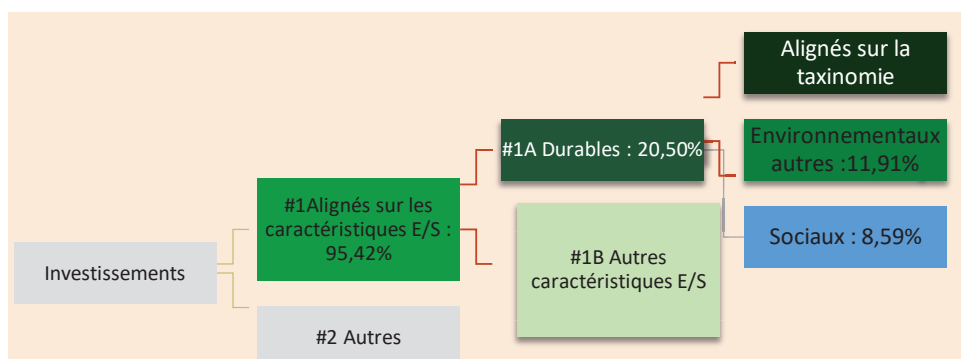 Investissements
#1Alignés sur les
caractéristiques E/S :
95,42%
#2 Autres
#1A Durables : 20,50%
#1B Autres
caractéristiques E/S
Alignés sur la
taxinomie
Environnementaux
autres :11,91%
Sociaux : 8,59%